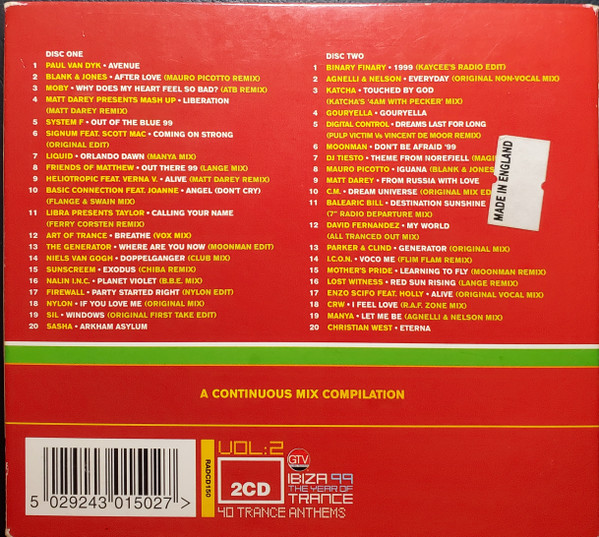 DISC ONE
1 PAUL VAN DYK • AVENUE
2 BLANK & JONES • AFTER LOVE (MAURO PICOTTO REMIX)
3 MOBY • WHY DOES MY HEART FEEL SO BAD? (ATB REMIX)
4 MATT DAREY PRESENTS MASH UP • LIBERATION
(MATT DAREY REMIX)
5 SYSTEM F • OUT OF THE BLUE 99
6 SIGNUM FEAT. SCOTT MAC • COMING ON STRONG
(ORIGINAL EDIT)
7 LIQUID • ORLANDO DAWN (MANYA MIX)
8 FRIENDS OF MATTHEW • OUT THERE 99 (LANGE MIX)
9 HELIOTROPIC FEAT. VERNA V. • ALIVE (MATT DAREY REMIX)
10 BASIC CONNECTION FEAT. JOANNE • ANGEL (DON'T CRY)
(FLANGE & SWAIN MIX)
11 LIBRA PRESENTS TAYLOR • CALLING YOUR NAME
(FERRY CORSTEN REMIX)
12 ART OF TRANCE • BREATHE (VOX MIX)
13 THE GENERATOR • WHERE ARE YOU NOW (MOONMAN EDIT)
14 NIELS VAN GOGH • DOPPELGANGER (CLUB MIX)
15 SUNSCREEM • EXODUS (CHIBA REMIX)
16 NALIN I.N.C. • PLANET VIOLET (B.B.E. MIX)
17 FIREWALL • PARTY STARTED RIGHT (NYLON EDIT)
18 NYLON • IF YOU LOVE ME (ORIGINAL MIX)
19 SIL • WINDOWS (ORIGINAL FIRST TAKE EDIT)
20 SASHA • ARKHAM ASYLUM
DISC TWO
1 BINARY FINARY • 1999 (KAYCEE'S RADIO EDIT)
2 AGNELLI & NELSON • EVERYDAY (ORIGINAL NON-VOCAL MIX)
3 KATCHA • TOUCHED BY GOD
(KATCHA'S '4AM WITH PECKER' MIX)
4 GOURYELLA • GOURYELLA
5 DIGITAL CONTROL • DREAMS LAST FOR LONG
(PULP VICTIM Vs VINCENT DE MOOR REMIX)
6 MOONMAN • DON'T BE AFRAID '99
7 DJ TIESTO • THEME FROM NOREFJELL (MAGI
8 MAURO PICCOTTO • IGUANA (BLANK & JONES
9 MATT DAREY • FROM RUSSIA WITH LOVE
10 C.M. • DREAM UNIVERSE (ORIGINAL MIX EDI
11 BALEARIC BILL • DESTINATION SUNSHINE
(7" RADIO DEPARTURE MIX)
12 DAVID FERNANDEZ • MY WORLD
(ALL TRANCED OUT MIX)
13 PARKER & CLIND • GENERATOR (ORIGINAL MIX)
14 I.C.O.N. • VOCO ME (FLIM FLAM REMIX)
15 MOTHER'S PRIDE • LEARNING TO FLY (MOONMAN REMIX)
16 LOST WITNESS • RED SUN RISING (LANGE REMIX)
17 ENZO SCIFO FEAT. HOLLY • ALIVE (ORIGINAL VOCAL MIX)
18 CRW • I FEEL LOVE (R.A.F. ZONE MIX)
19 MANYA • LET ME BE (AGNELLI & NELSON MIX)
20 CHRISTIAN WEST • ETERNA
MADE IN ENGLAND
A CONTINUOUS MIX COMPILATION
5 029243 015027 >
RADCD150
VOL:2
2CD
GTV
IBIZA 99
THE YEAR OF
TRANCE
40 TRANCE ANTHEMS